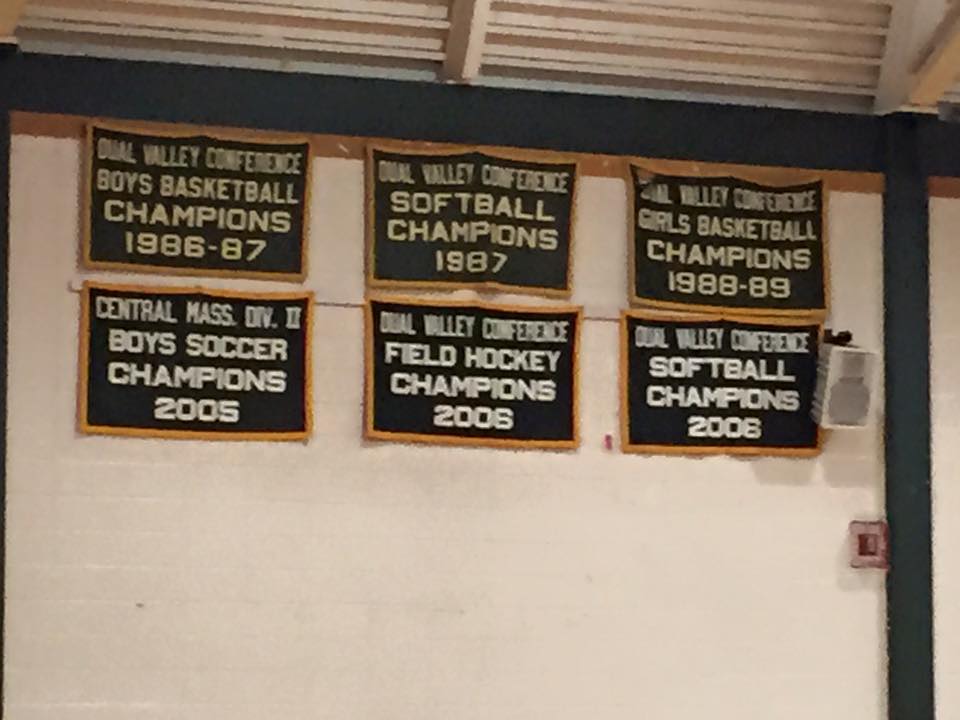 DUAL VALLEY CONFERENCE
BOYS BASKETBALL
CHAMPIONS
1986-87
DUAL VALLEY CONFERENCE
SOFTBALL
CHAMPIONS
1987
DUAL VALLEY CONFERENCE
GIRLS BASKETBALL
CHAMPIONS
1988-89
CENTRAL MASS. DIV. II
BOYS SOCCER
CHAMPIONS
2005
DUAL VALLEY CONFERENCE
FIELD HOCKEY
CHAMPIONS
2006
DUAL VALLEY CONFERENCE
SOFTBALL
CHAMPIONS
2006